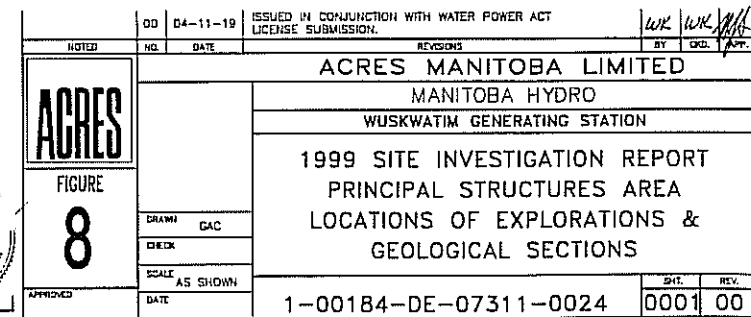 00 04-11-19 ISSUED IN CONJUNCTION WITH WATER POWER ACT
LICENSE SUBMISSION. WK WK
NOTED NO. DATE REVISIONS BY CKD. APP.
ACRES MANITOBA LIMITED
MANITOBA HYDRO
WUSKWATIM GENERATING STATION
ACRES
FIGURE
8
1999 SITE INVESTIGATION REPORT
PRINCIPAL STRUCTURES AREA
LOCATIONS OF EXPLORATIONS &
GEOLOGICAL SECTIONS
DRAWN GAC
CHECK
SCALE AS SHOWN
APPROVED
DATE
1-00184-DE-07311-0024
SHT. REV.
0001 00